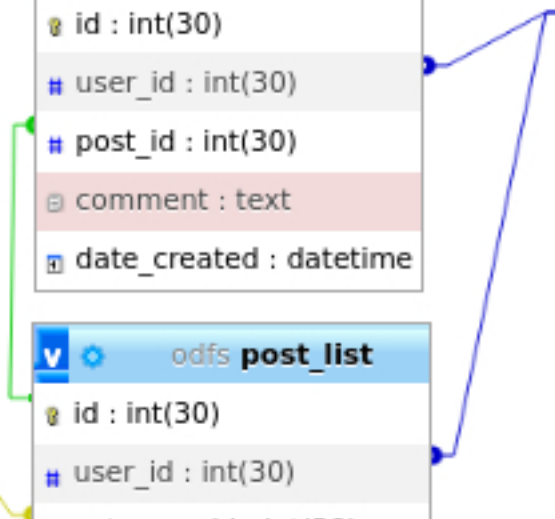 id : int(30)
user_id : int(30)
post_id : int(30)
comment : text
date_created : datetime
v odfs post_list
id : int(30)
user_id : int(30)